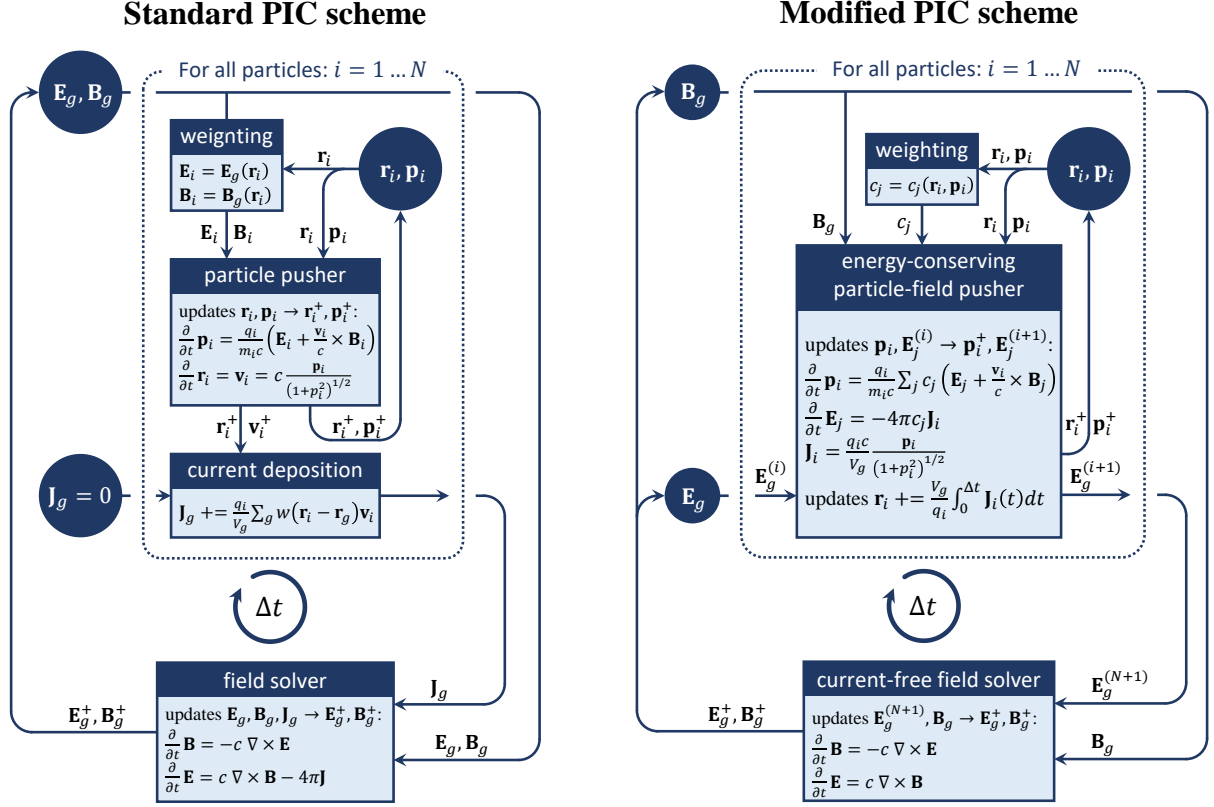 Standard PIC scheme
For all particles: 𝑖 = 1 … 𝑁
𝐄_g, 𝐁_g
weignting
𝐄_i = 𝐄_g(𝐫_i)
𝐁_i = 𝐁_g(𝐫_i)
𝐫_i
𝐫_i, 𝐩_i
𝐄_i 𝐁_i
𝐫_i 𝐩_i
particle pusher
updates 𝐫_i, 𝐩_i → 𝐫_i^+, 𝐩_i^+:
∂/∂t 𝐩_i = q_i/(m_i c) (𝐄_i + 𝐯_i/c × 𝐁_i)
∂/∂t 𝐫_i = 𝐯_i = c 𝐩_i/(1+p_i^2)^{1/2}
𝐫_i^+ 𝐯_i^+
𝐫_i^+, 𝐩_i^+
𝐉_g = 0
current deposition
𝐉_g += q_i/V_g ∑_g w(𝐫_i − 𝐫_g)𝐯_i
Δt
field solver
𝐉_g
updates 𝐄_g, 𝐁_g, 𝐉_g → 𝐄_g^+, 𝐁_g^+:
𝐄_g^+, 𝐁_g^+
∂/∂t 𝐁 = −c ∇ × 𝐄
𝐄_g, 𝐁_g
∂/∂t 𝐄 = c ∇ × 𝐁 − 4π𝐉
Modified PIC scheme
For all particles: 𝑖 = 1 … 𝑁
𝐁_g
weighting
c_j = c_j(𝐫_i, 𝐩_i)
𝐫_i, 𝐩_i
𝐫_i, 𝐩_i
𝐁_g
c_j
𝐫_i 𝐩_i
energy-conserving
particle-field pusher
updates 𝐩_i, 𝐄_j^{(i)} → 𝐩_i^+, 𝐄_j^{(i+1)}:
∂/∂t 𝐩_i = q_i/(m_i c) ∑_j c_j (𝐄_j + 𝐯_i/c × 𝐁_j)
∂/∂t 𝐄_j = −4πc_j𝐉_i
𝐫_i^+ 𝐩_i^+
𝐉_i = q_i c/V_g 𝐩_i/(1+p_i^2)^{1/2}
𝐄_g
𝐄_g^{(i)}
𝐄_g^{(i+1)}
updates 𝐫_i += V_g/q_i ∫_0^{Δt} 𝐉_i(t)dt
Δt
current-free field solver
𝐄_g^{(N+1)}
updates 𝐄_g^{(N+1)}, 𝐁_g → 𝐄_g^+, 𝐁_g^+:
𝐄_g^+, 𝐁_g^+
∂/∂t 𝐁 = −c ∇ × 𝐄
𝐁_g
∂/∂t 𝐄 = c ∇ × 𝐁